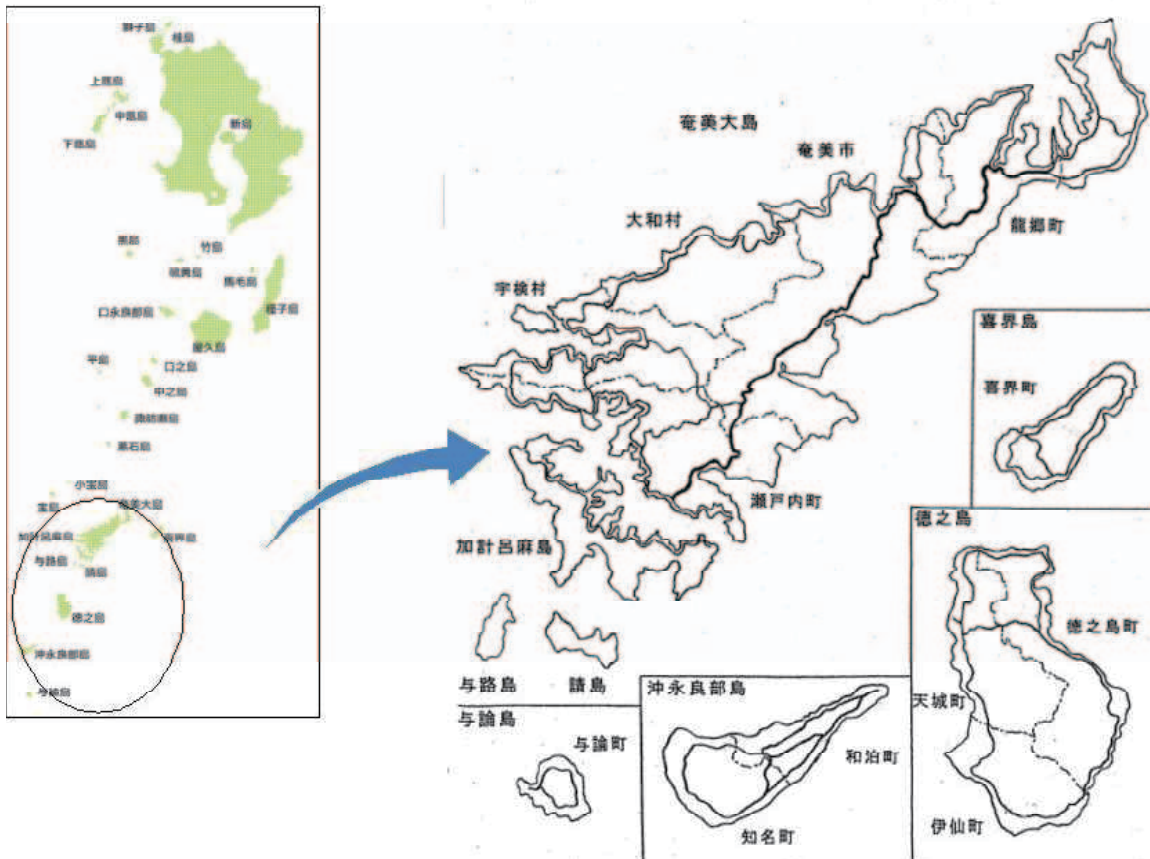 獅子島
桂島
上甑島
中甑島
下甑島
新島
黒島
竹島
硫黄島
馬毛島
種子島
口永良部島
屋久島
平島
口之島
中之島
諏訪瀬島
悪石島
小宝島
宝島
奄美大島
喜界島
加計呂麻島
与路島
請島
徳之島
沖永良部島
与論島
奄美大島
奄美市
大和村
宇検村
龍郷町
瀬戸内町
加計呂麻島
与路島
請島
喜界島
喜界町
徳之島
徳之島町
天城町
伊仙町
沖永良部島
和泊町
知名町
与論島
与論町